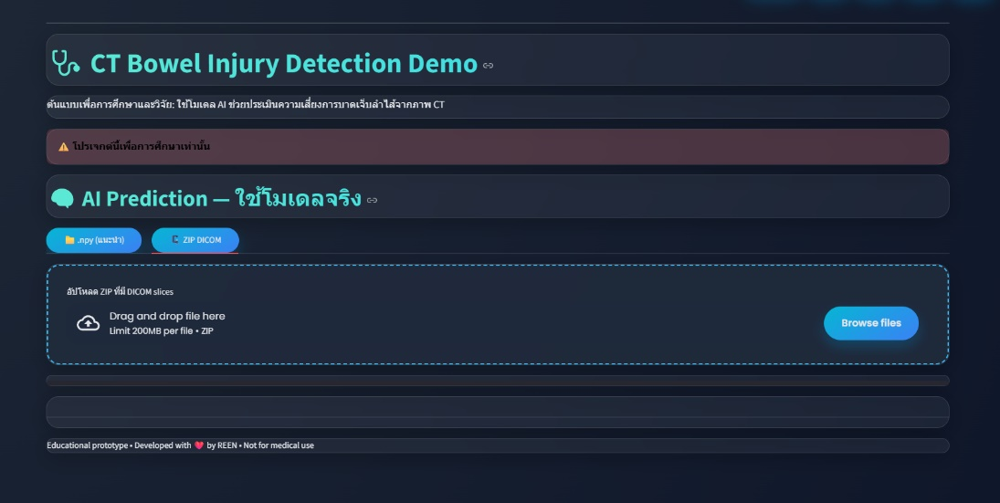 CT Bowel Injury Detection Demo
ต้นแบบเพื่อการศึกษาและวิจัย: ใช้โมเดล AI ช่วยประเมินความเสี่ยงการบาดเจ็บลำไส้จากภาพ CT
โปรเจกต์นี้เพื่อการศึกษาเท่านั้น
AI Prediction — ใช้โมเดลจริง
.npy (แนะนำ) ZIP DICOM
อัปโหลด ZIP ที่มี DICOM slices
Drag and drop file here
Limit 200MB per file • ZIP
Browse files
Educational prototype • Developed with ❤️ by REEN • Not for medical use